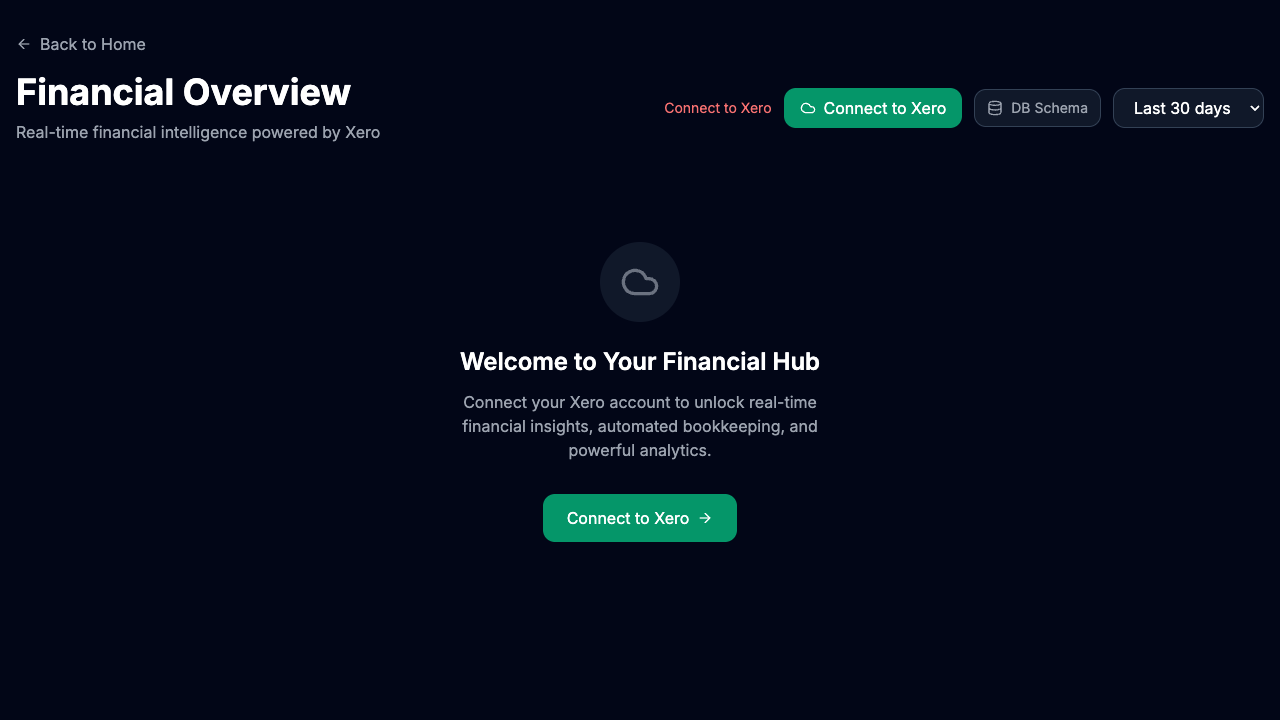 Back to Home
Financial Overview
Real-time financial intelligence powered by Xero
Connect to Xero
Connect to Xero
DB Schema
Last 30 days
Welcome to Your Financial Hub
Connect your Xero account to unlock real-time
financial insights, automated bookkeeping, and
powerful analytics.
Connect to Xero